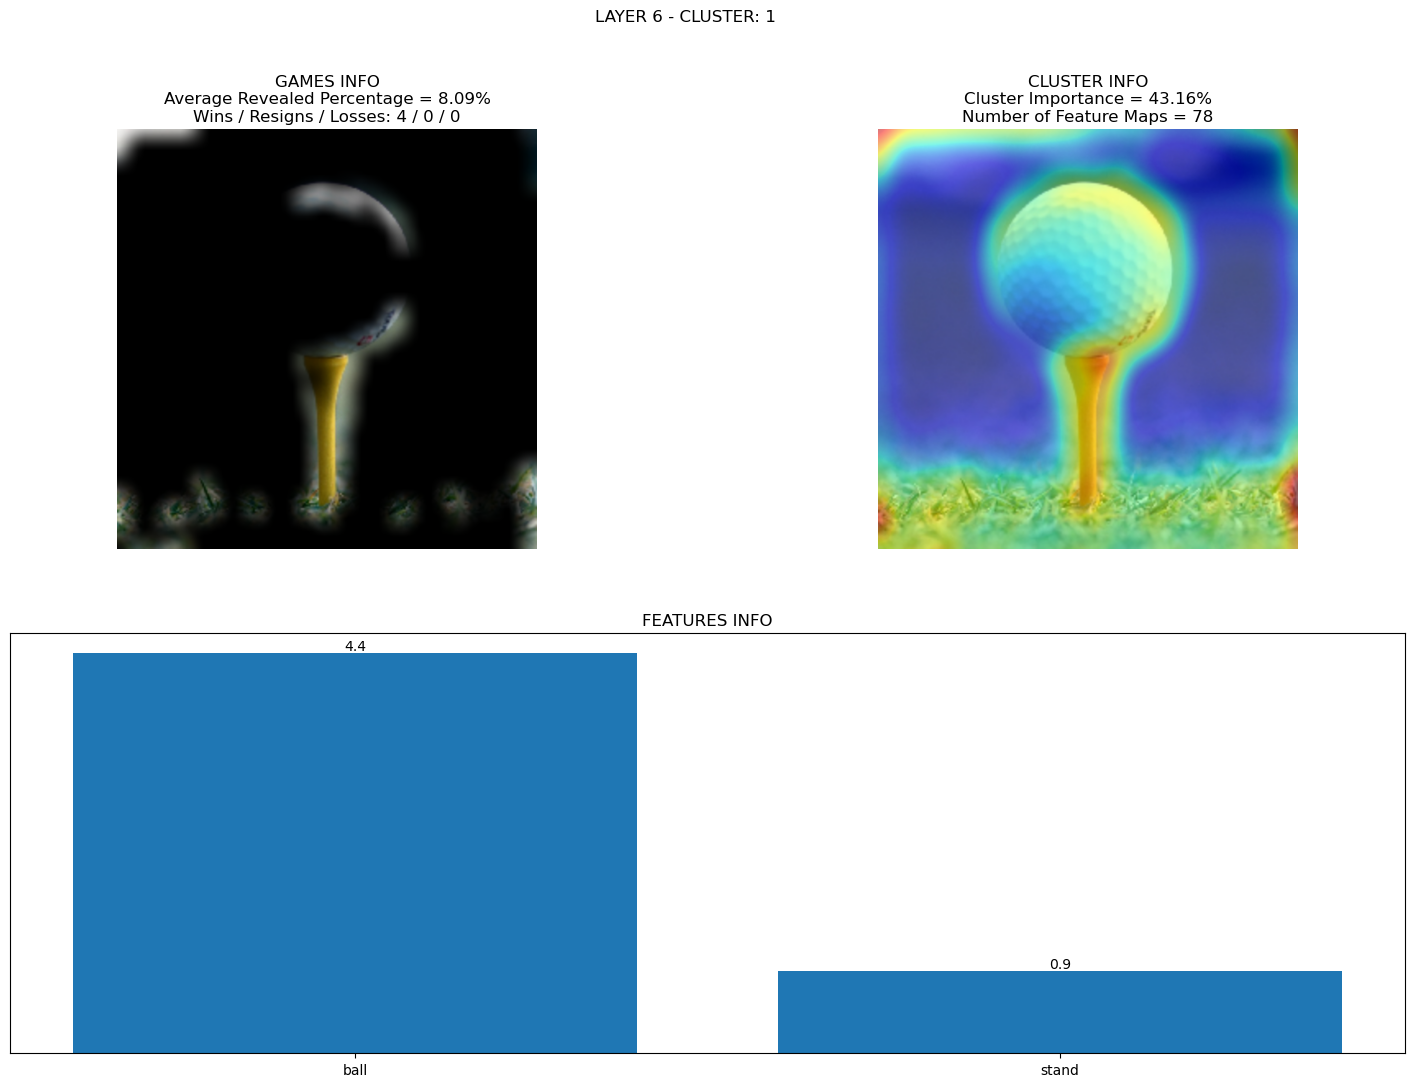 LAYER 6 - CLUSTER: 1
GAMES INFO
Average Revealed Percentage = 8.09%
Wins / Resigns / Losses: 4 / 0 / 0
CLUSTER INFO
Cluster Importance = 43.16%
Number of Feature Maps = 78
FEATURES INFO
4.4
0.9
ball
stand